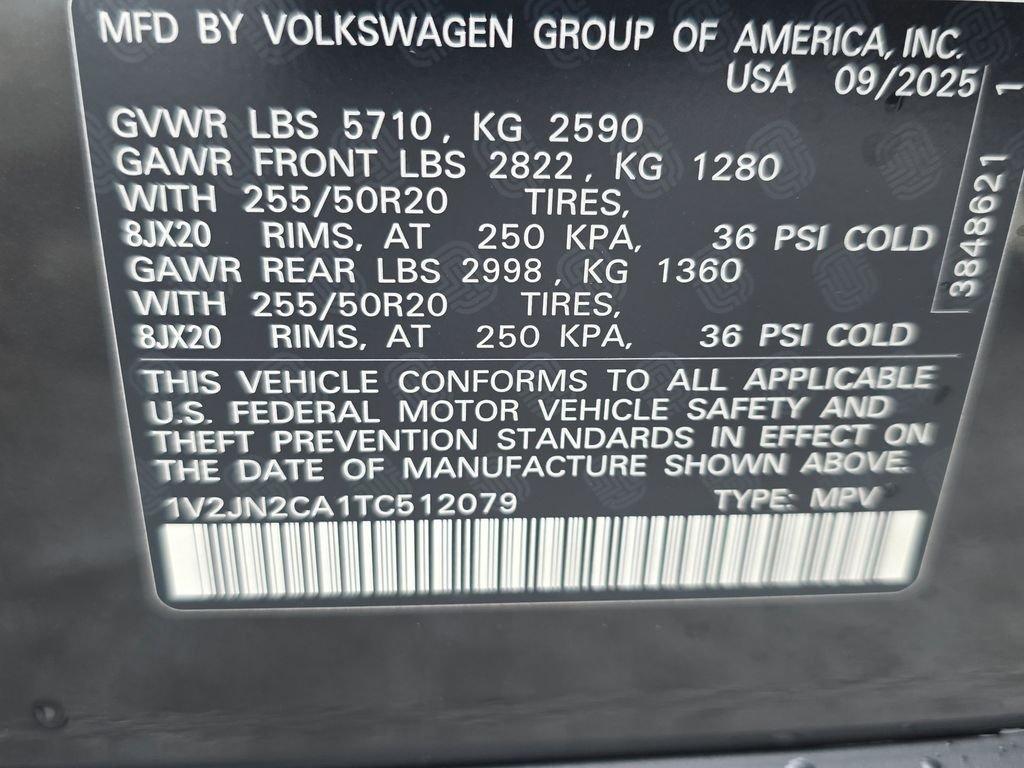 MFD BY VOLKSWAGEN GROUP OF AMERICA, INC.
USA 09/2025
GVWR LBS 5710, KG 2590
GAWR FRONT LBS 2822, KG 1280
WITH 255/50R20 TIRES,
8JX20 RIMS, AT 250 KPA, 36 PSI COLD
GAWR REAR LBS 2998, KG 1360
WITH 255/50R20 TIRES,
8JX20 RIMS, AT 250 KPA, 36 PSI COLD
THIS VEHICLE CONFORMS TO ALL APPLICABLE
U.S. FEDERAL MOTOR VEHICLE SAFETY AND
THEFT PREVENTION STANDARDS IN EFFECT ON
THE DATE OF MANUFACTURE SHOWN ABOVE.
1V2JN2CA1TC512079 TYPE: MPV
38486211